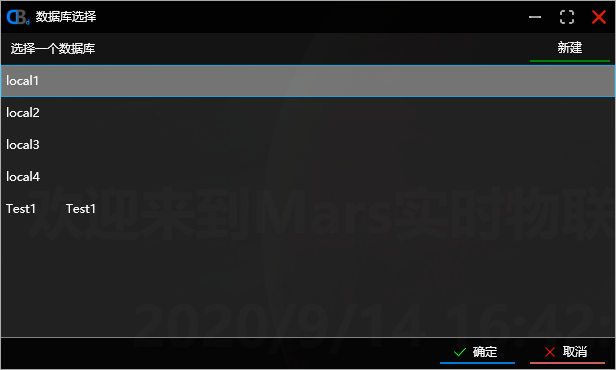 数据库选择
选择一个数据库 新建
local1
local2
local3
local4
Test1 Test1
欢迎来到Mars实时物联
2020/9/14 16:42:
确定 取消